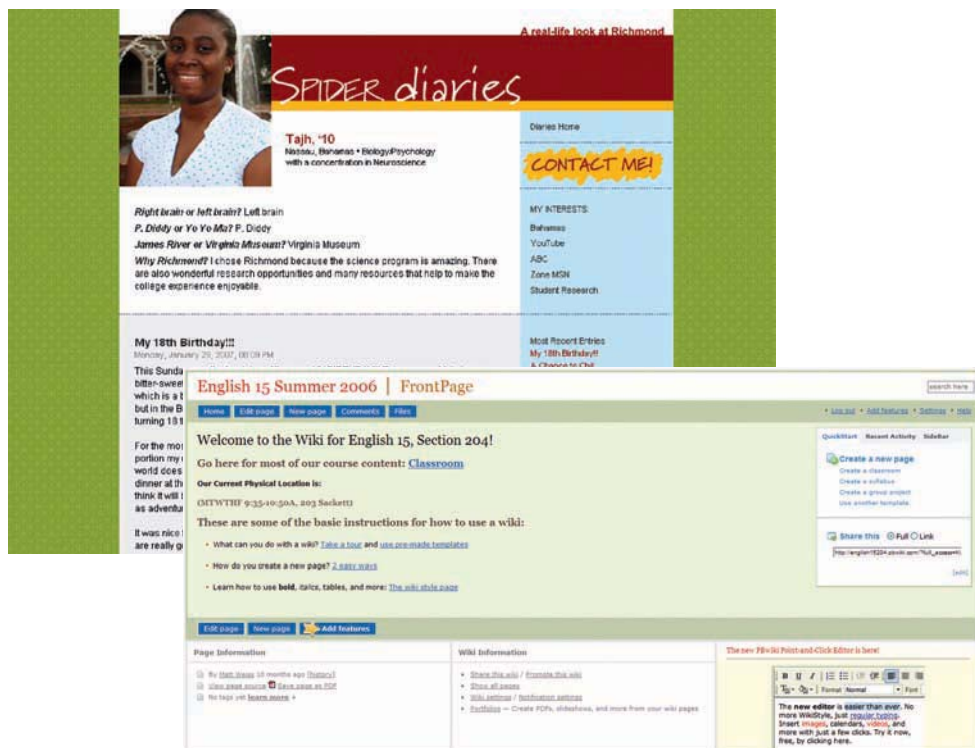 A real-life look at Richmond
SPIDER diaries
Tajh, '10
Nassau, Bahamas • Biology/Psychology
with a concentration in Neuroscience
Right brain or left brain? Left brain
P. Diddy or Yo Yo Ma? P. Diddy
James River or Virginia Museum? Virginia Museum
Why Richmond? I chose Richmond because the science program is amazing. There
are also wonderful research opportunities and many resources that help to make the
college experience enjoyable.
Diaries Home
CONTACT ME!
MY INTERESTS:
Bahamas
YouTube
ABC
Zone MSN
Student Research
My 18th Birthday!!!
Monday, January 29, 2007, 00:09 PM
This Sunda
bitter-sweet
which is a b
but in the B
turning 18 t
For the mos
portion my
world does
dinner at th
think it will
as adventu
It was nice
are really g
Most Recent Entries
My 18th Birthday!!!
A Chance to Chil
English 15 Summer 2006 | FrontPage
search here
Home Edit page New page Comments Files
• Log out • Add features • Settings • Help
Welcome to the Wiki for English 15, Section 204!
Go here for most of our course content: Classroom
Our Current Physical Location is:
(MTWTHF 9:35-10:50A, 203 Sackett)
These are some of the basic instructions for how to use a wiki:
• What can you do with a wiki? Take a tour and use pre-made templates
• How do you create a new page? 2 easy ways
• Learn how to use bold, italics, tables, and more: The wiki style page
QuickStart Recent Activity SideBar
Create a new page
Create a classroom
Create a syllabus
Create a group project
Use another template
Share this Full Link
[edit]
Edit page New page Add features
Page Information
By Matt Weiss 10 months ago (history)
View page source Save page as PDF
No tags yet learn more
Wiki Information
• Share this wiki / Promote this wiki
• Show all pages
• Wiki settings / Notification settings
• Portfolios — Create PDFs, slideshows, and more from your wiki pages
The new PBwiki Point-and-Click Editor is here!
B U I
Format Normal Font
The new editor is easier than ever. No
more WikiStyle, just regular typing.
Insert images, calendars, videos, and
more with just a few clicks. Try it now,
free, by clicking here.